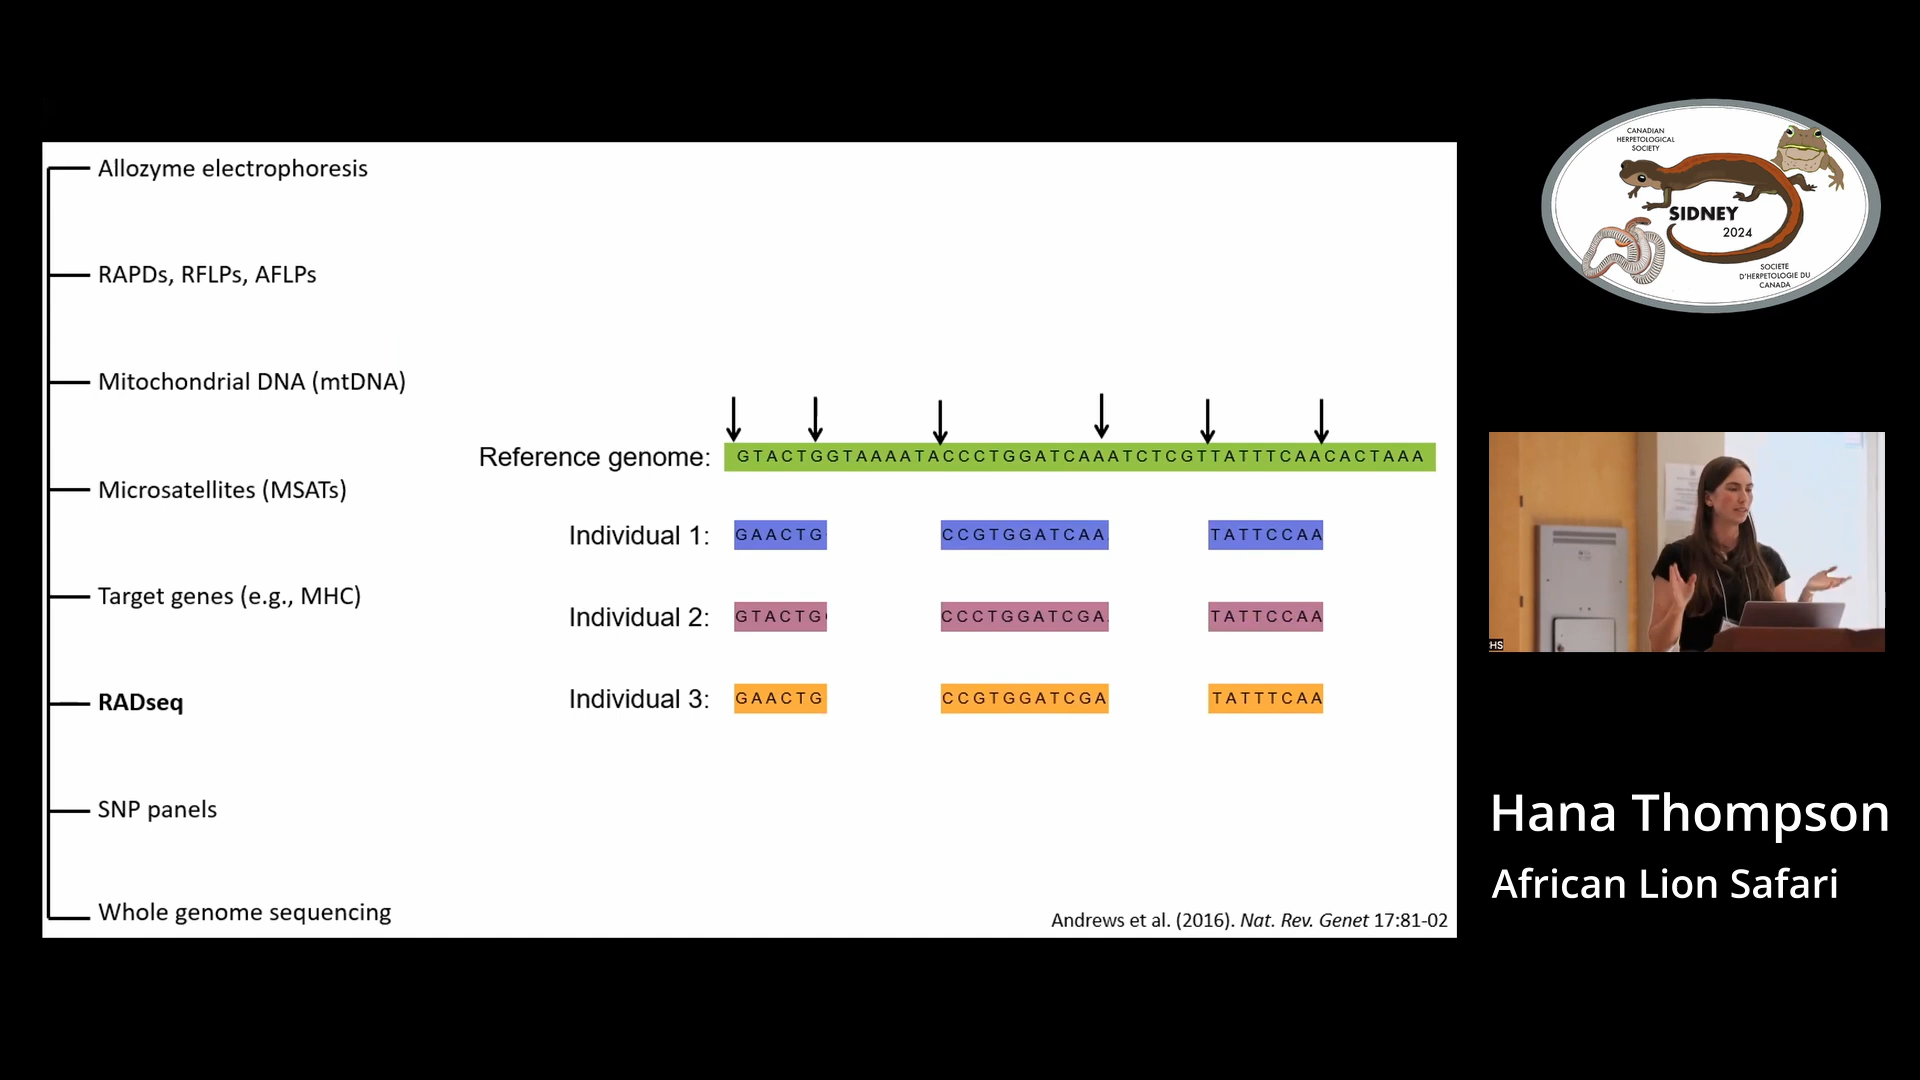 Allozyme electrophoresis
RAPDs, RFLPs, AFLPs
Mitochondrial DNA (mtDNA)
Microsatellites (MSATs)
Target genes (e.g., MHC)
RADseq
SNP panels
Whole genome sequencing
Reference genome: GTACTGGTAAAATACCCTGGATCAAATCTCGTTATTTCAACACTAAA
Individual 1: GAACTG CCGTGGATCAA TATTCCAA
Individual 2: GTACTG CCCTGGATCGA TATTCCAA
Individual 3: GAACTG CCGTGGATCGA TATTTCAA
Andrews et al. (2016). Nat. Rev. Genet 17:81-02
CANADIAN
HERPETOLOGICAL
SOCIETY
SIDNEY
2024
SOCIETE
D'HERPETOLOGIE DU
CANADA
HS
Hana Thompson
African Lion Safari